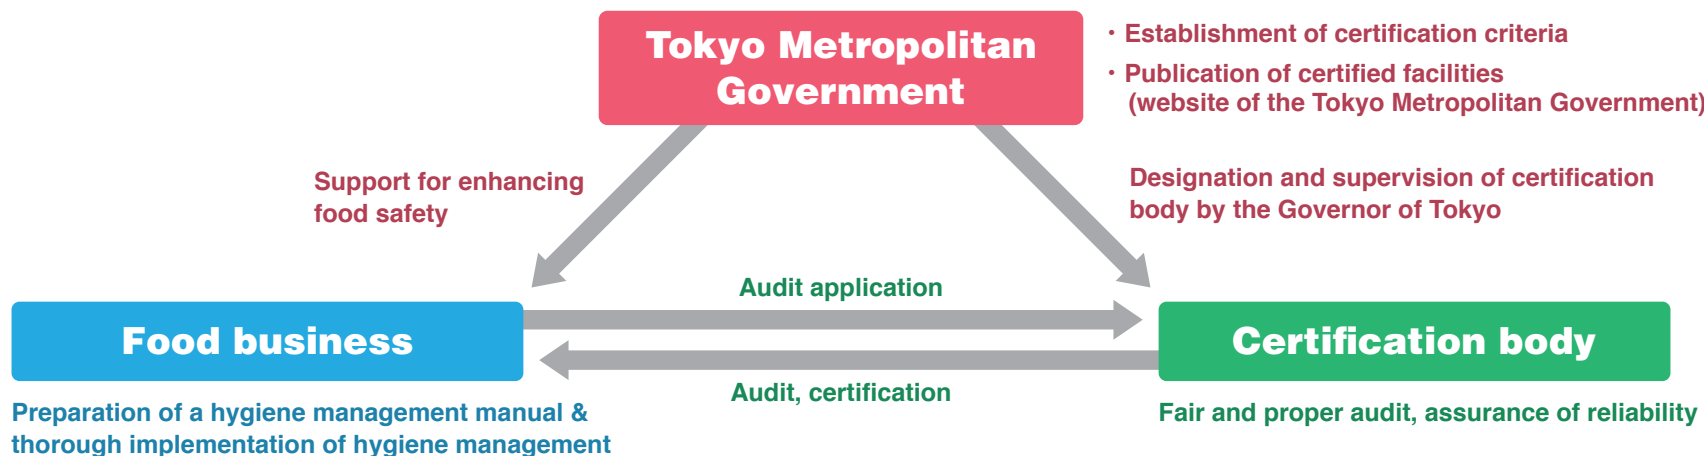 Tokyo Metropolitan
Government
・Establishment of certification criteria
・Publication of certified facilities
(website of the Tokyo Metropolitan Government)
Support for enhancing
food safety
Designation and supervision of certification
body by the Governor of Tokyo
Audit application
Food business
Certification body
Audit, certification
Preparation of a hygiene management manual &
thorough implementation of hygiene management
Fair and proper audit, assurance of reliability